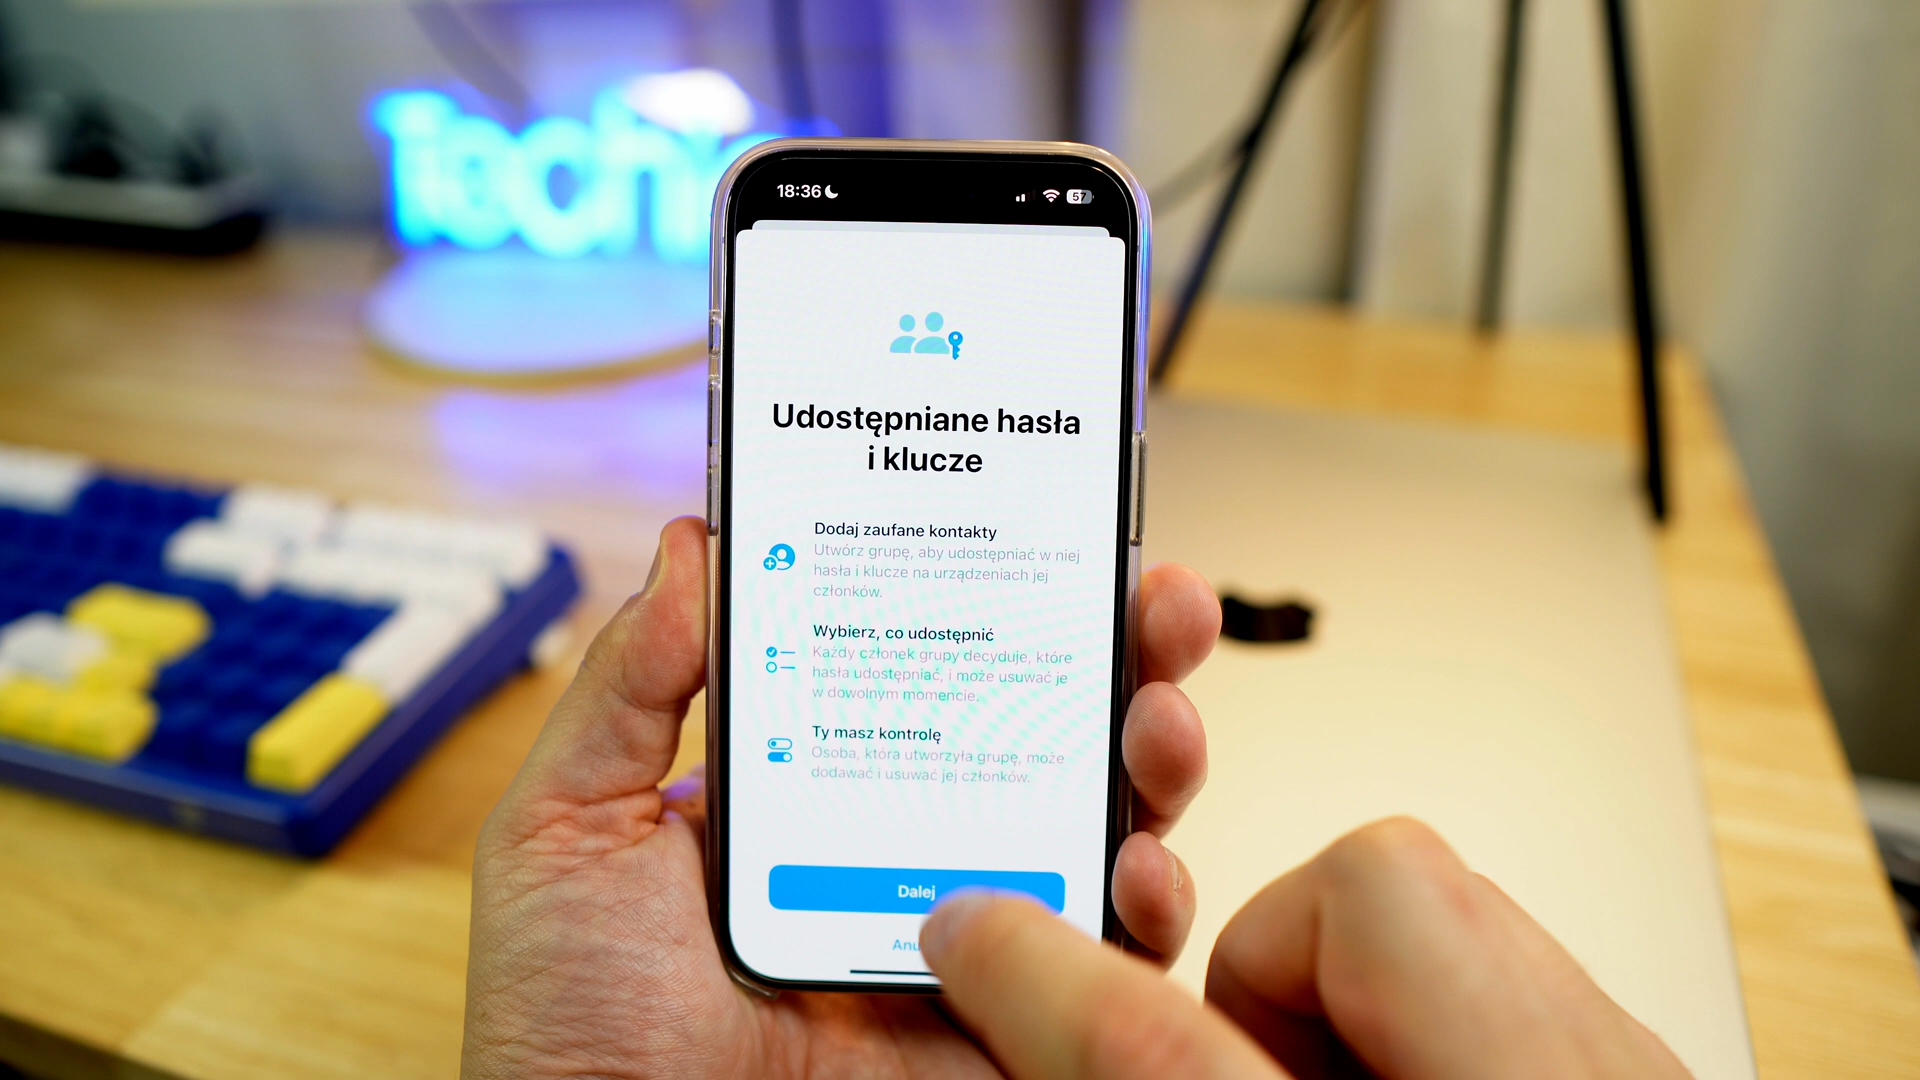 18:36
57
Udostępniane hasła
i klucze
Dodaj zaufane kontakty
Utwórz grupę, aby udostępniać w niej
hasła i klucze na urządzeniach jej
członków.
Wybierz, co udostępnić
Każdy członek grupy decyduje, które
hasła udostępniać, i może usuwać je
w dowolnym momencie.
Ty masz kontrolę
Osoba, która utworzyła grupę, może
dodawać i usuwać jej członków.
Dalej